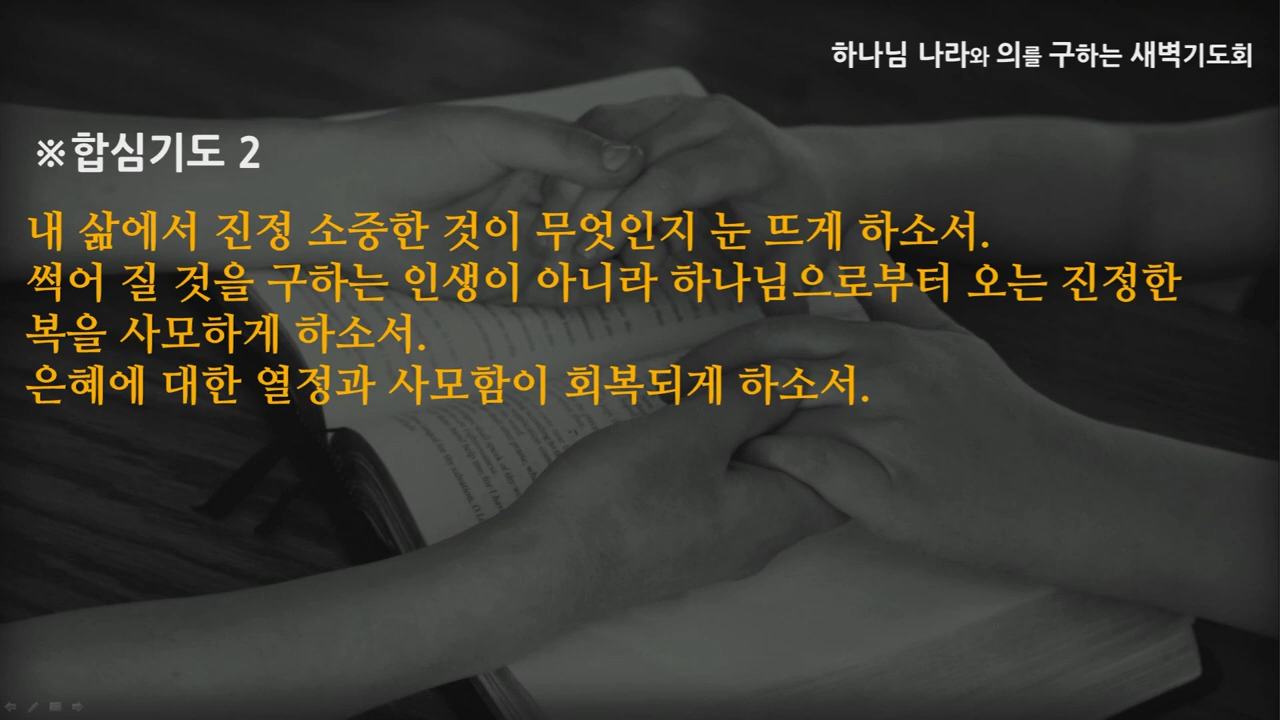 하나님 나라와 의를 구하는 새벽기도회
※합심기도 2
내 삶에서 진정 소중한 것이 무엇인지 눈 뜨게 하소서.
썩어 질 것을 구하는 인생이 아니라 하나님으로부터 오는 진정한
복을 사모하게 하소서.
은혜에 대한 열정과 사모함이 회복되게 하소서.